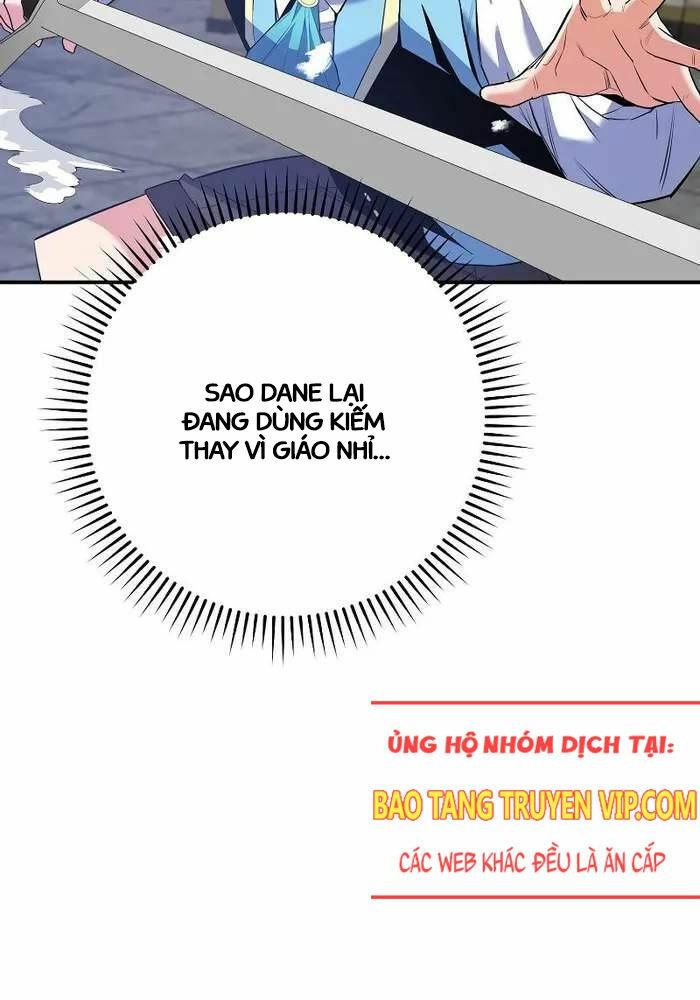 SAO DANE LẠI
ĐANG DÙNG KIẾM
THAY VÌ GIÁO NHỈ...
ỦNG HỘ NHÓM DỊCH TẠI:
BAO TANG TRUYEN VIP.COM
CÁC WEB KHÁC ĐỀU LÀ ĂN CẮP